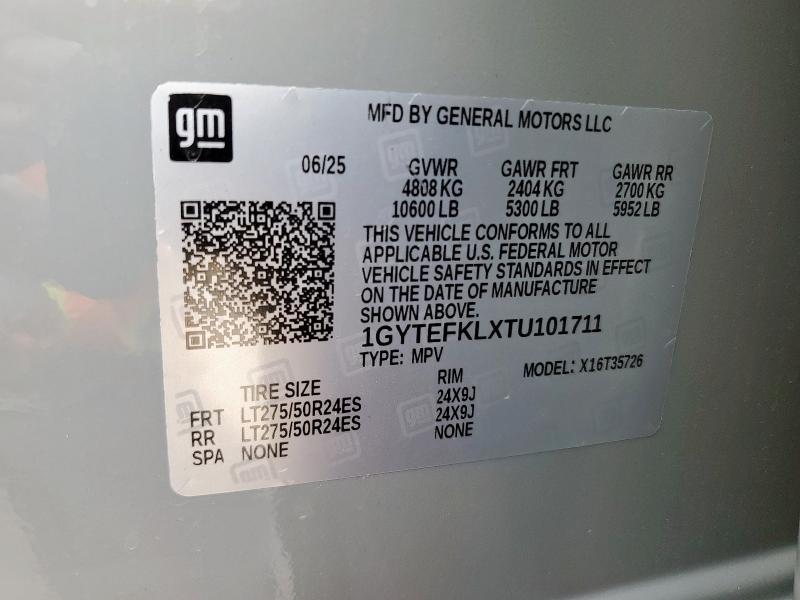 gm
MFD BY GENERAL MOTORS LLC
06/25 GVWR GAWR FRT GAWR RR
4808 KG 2404 KG 2700 KG
10600 LB 5300 LB 5952 LB
THIS VEHICLE CONFORMS TO ALL
APPLICABLE U.S. FEDERAL MOTOR
VEHICLE SAFETY STANDARDS IN EFFECT
ON THE DATE OF MANUFACTURE
SHOWN ABOVE.
1GYTEFKLXTU101711
TYPE: MPV MODEL: X16T35726
TIRE SIZE RIM
FRT LT275/50R24ES 24X9J
RR LT275/50R24ES 24X9J
SPA NONE NONE